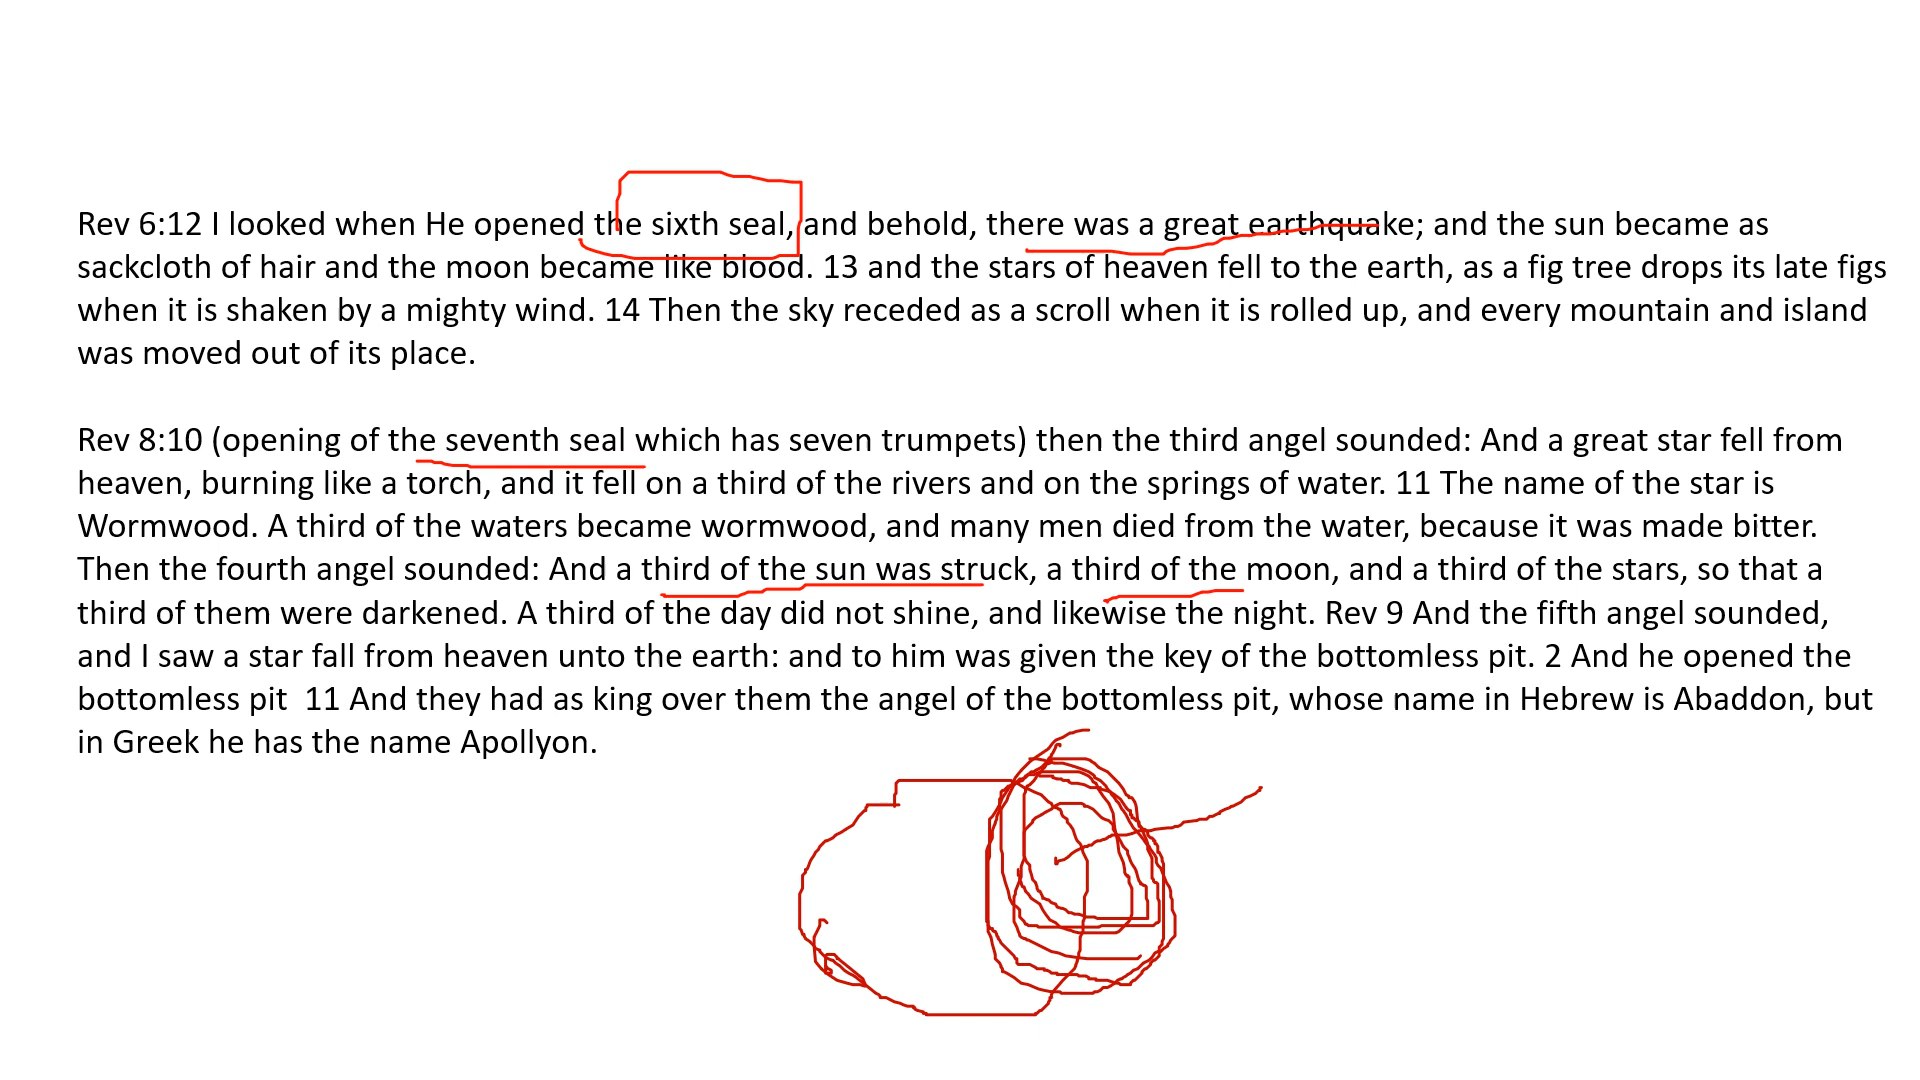 Rev 6:12 I looked when He opened the sixth seal, and behold, there was a great earthquake; and the sun became as
sackcloth of hair and the moon became like blood. 13 and the stars of heaven fell to the earth, as a fig tree drops its late figs
when it is shaken by a mighty wind. 14 Then the sky receded as a scroll when it is rolled up, and every mountain and island
was moved out of its place.
Rev 8:10 (opening of the seventh seal which has seven trumpets) then the third angel sounded: And a great star fell from
heaven, burning like a torch, and it fell on a third of the rivers and on the springs of water. 11 The name of the star is
Wormwood. A third of the waters became wormwood, and many men died from the water, because it was made bitter.
Then the fourth angel sounded: And a third of the sun was struck, a third of the moon, and a third of the stars, so that a
third of them were darkened. A third of the day did not shine, and likewise the night. Rev 9 And the fifth angel sounded,
and I saw a star fall from heaven unto the earth: and to him was given the key of the bottomless pit. 2 And he opened the
bottomless pit  11 And they had as king over them the angel of the bottomless pit, whose name in Hebrew is Abaddon, but
in Greek he has the name Apollyon.